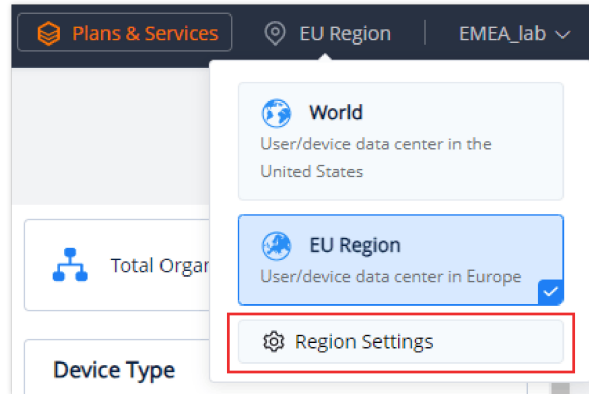 Plans & Services
EU Region
EMEA_lab
World
User/device data center in the
United States
EU Region
User/device data center in Europe
Total Organ
Region Settings
Device Type